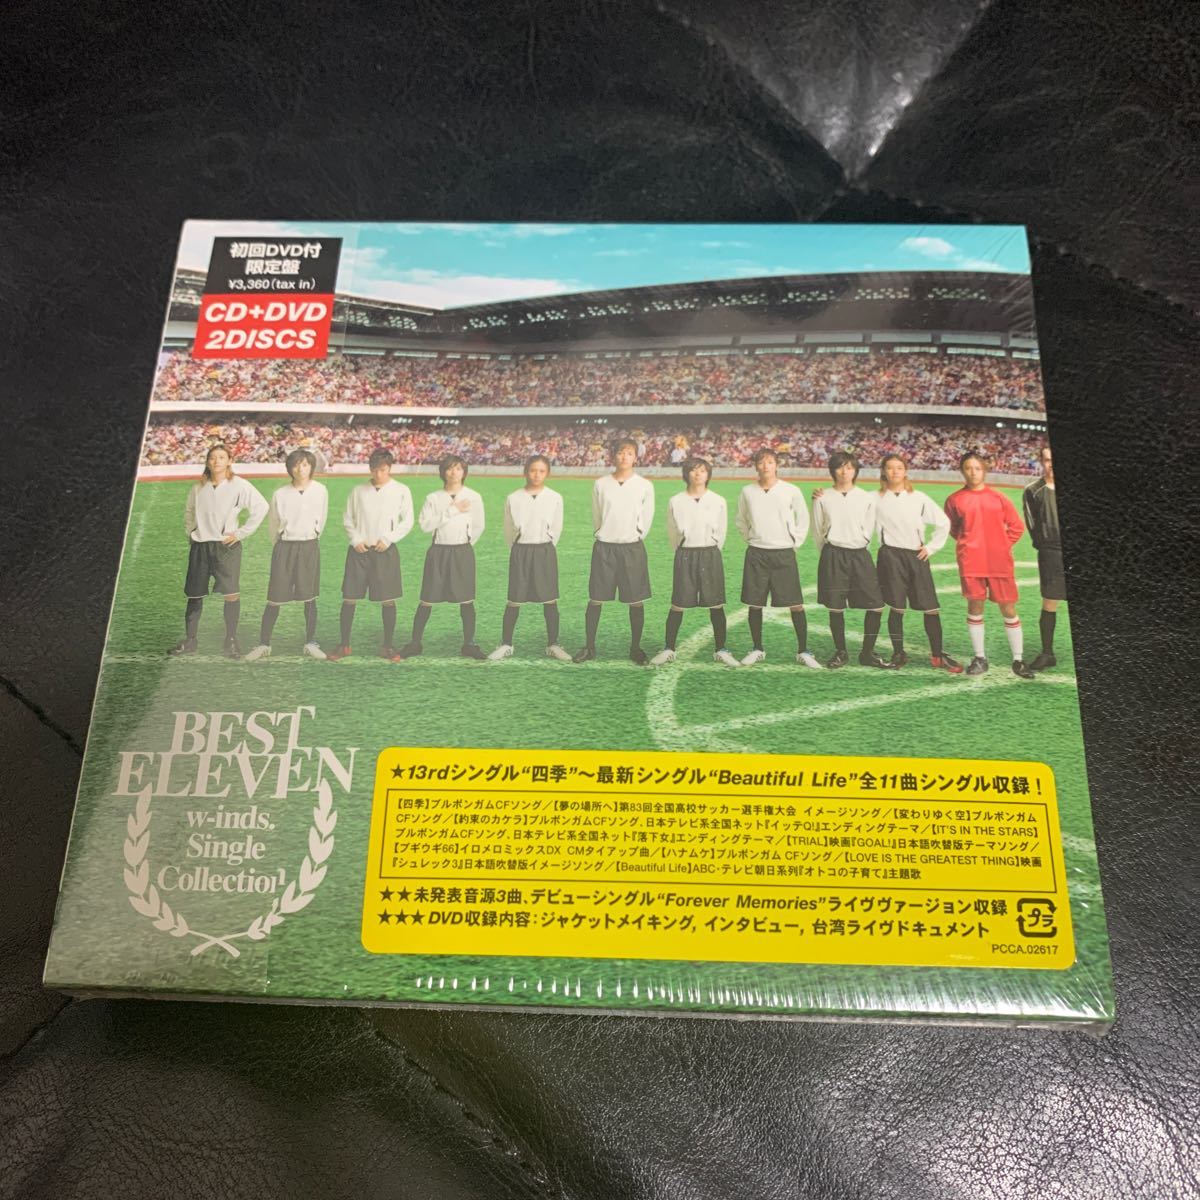 初回DVD付
限定盤
¥3,360(tax in)
CD+DVD
2DISCS
BEST
ELEVEN
w-inds.
Single
Collection
★13rdシングル“四季”～最新シングル“Beautiful Life”全11曲シングル収録！
【四季】ブルボンガムCFソング／【夢の場所へ】第83回全国高校サッカー選手権大会 イメージソング／【変わりゆく空】ブルボンガム
CFソング／【約束のカケラ】ブルボンガムCFソング、日本テレビ系全国ネット『イッテQ!』エンディングテーマ／【IT'S IN THE STARS】
ブルボンガムCFソング、日本テレビ系全国ネット『落下女』エンディングテーマ／【TRIAL】映画『GOAL!』日本語吹替版テーマソング／
【ブギウギ66】イロメロミックスDX CMタイアップ曲／【ハナムケ】ブルボンガム CFソング／【LOVE IS THE GREATEST THING】映画
『シュレック3』日本語吹替版イメージソング／【Beautiful Life】ABC・テレビ朝日系列『オトコの子育て』主題歌
★★未発表音源3曲、デビューシングル“Forever Memories”ライヴヴァージョン収録
★★★DVD収録内容：ジャケットメイキング, インタビュー, 台湾ライヴドキュメント
プラ
PCCA.02617